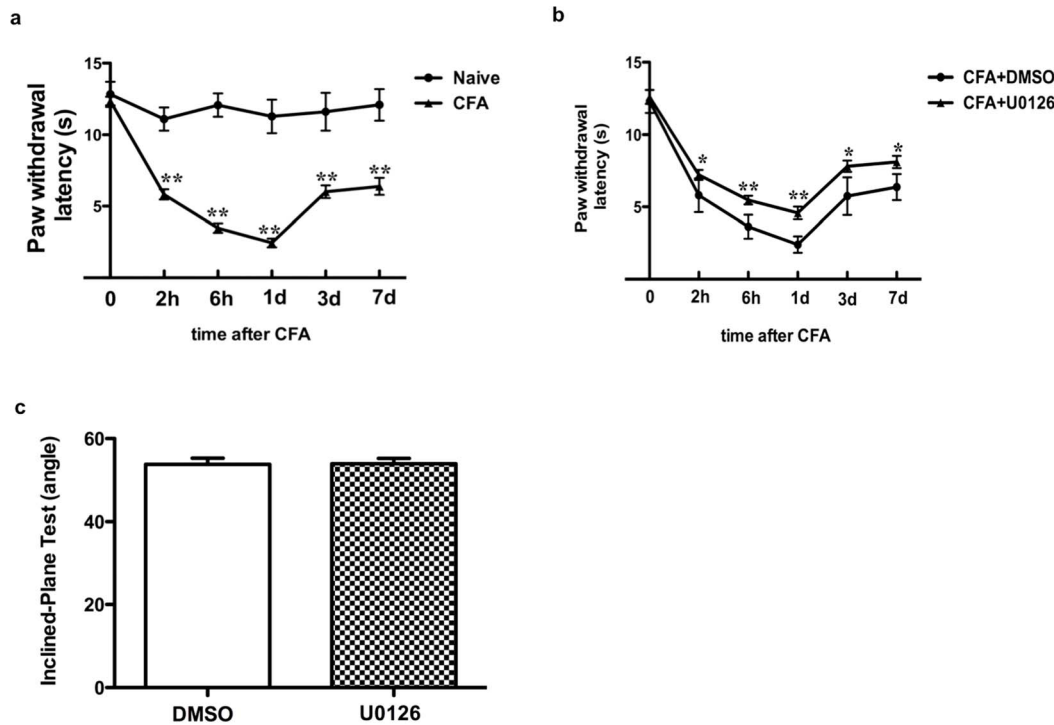 a
Paw withdrawal
latency (s)
15
10
5
Naive
CFA
**
**
**
**
**
0 2h 6h 1d 3d 7d
time after CFA
b
Paw withdrawal
latency (s)
15
10
5
CFA+DMSO
CFA+U0126
*
**
**
*
*
0 2h 6h 1d 3d 7d
time after CFA
c
Inclined-Plane Test (angle)
60
40
20
0
DMSO U0126